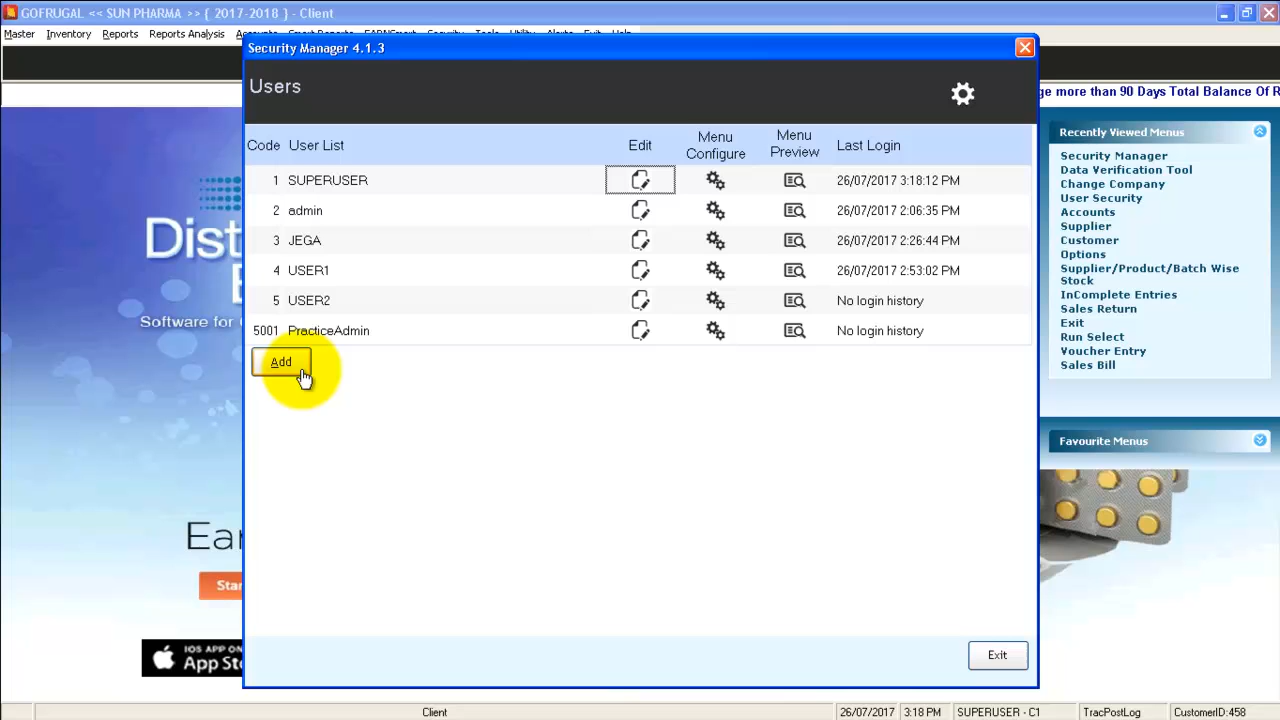 GOFRUGAL << SUN PHARMA >> [ 2017-2018 ] - Client
Master Inventory Reports Reports Analysis
Security Manager 4.1.3
Users
ge more than 90 Days Total Balance Of R
Code User List Edit Menu Configure Menu Preview Last Login
1 SUPERUSER 26/07/2017 3:18:12 PM
2 admin 26/07/2017 2:06:35 PM
3 JEGA 26/07/2017 2:26:44 PM
4 USER1 26/07/2017 2:53:02 PM
5 USER2 No login history
5001 PracticeAdmin No login history
Add
Exit
Recently Viewed Menus
Security Manager
Data Verification Tool
Change Company
User Security
Accounts
Supplier
Customer
Options
Supplier/Product/Batch Wise
Stock
InComplete Entries
Sales Return
Exit
Run Select
Voucher Entry
Sales Bill
Favourite Menus
Dist
Software for C
Ear
Star
IOS APP ON
App Sto
Client 26/07/2017 3:18 PM SUPERUSER - C1 TracPostLog CustomerID:458